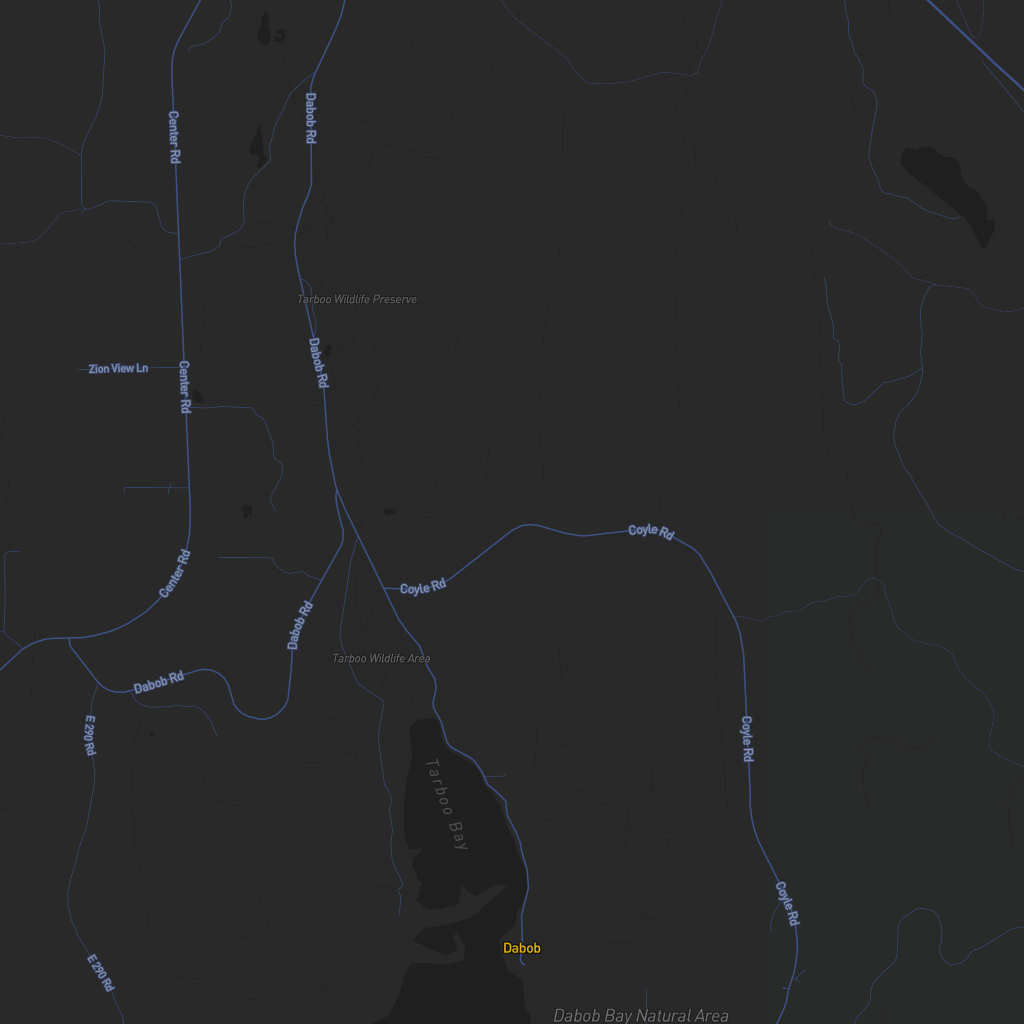 Dabob Rd
Center Rd
Tarboo Wildlife Preserve
Dabob Rd
Zion View Ln
Center Rd
Coyle Rd
Center Rd
Coyle Rd
Dabob Rd
Tarboo Wildlife Area
Dabob Rd
E 290 Rd
Coyle Rd
Tarboo Bay
Coyle Rd
Dabob
E 290 Rd
Dabob Bay Natural Area